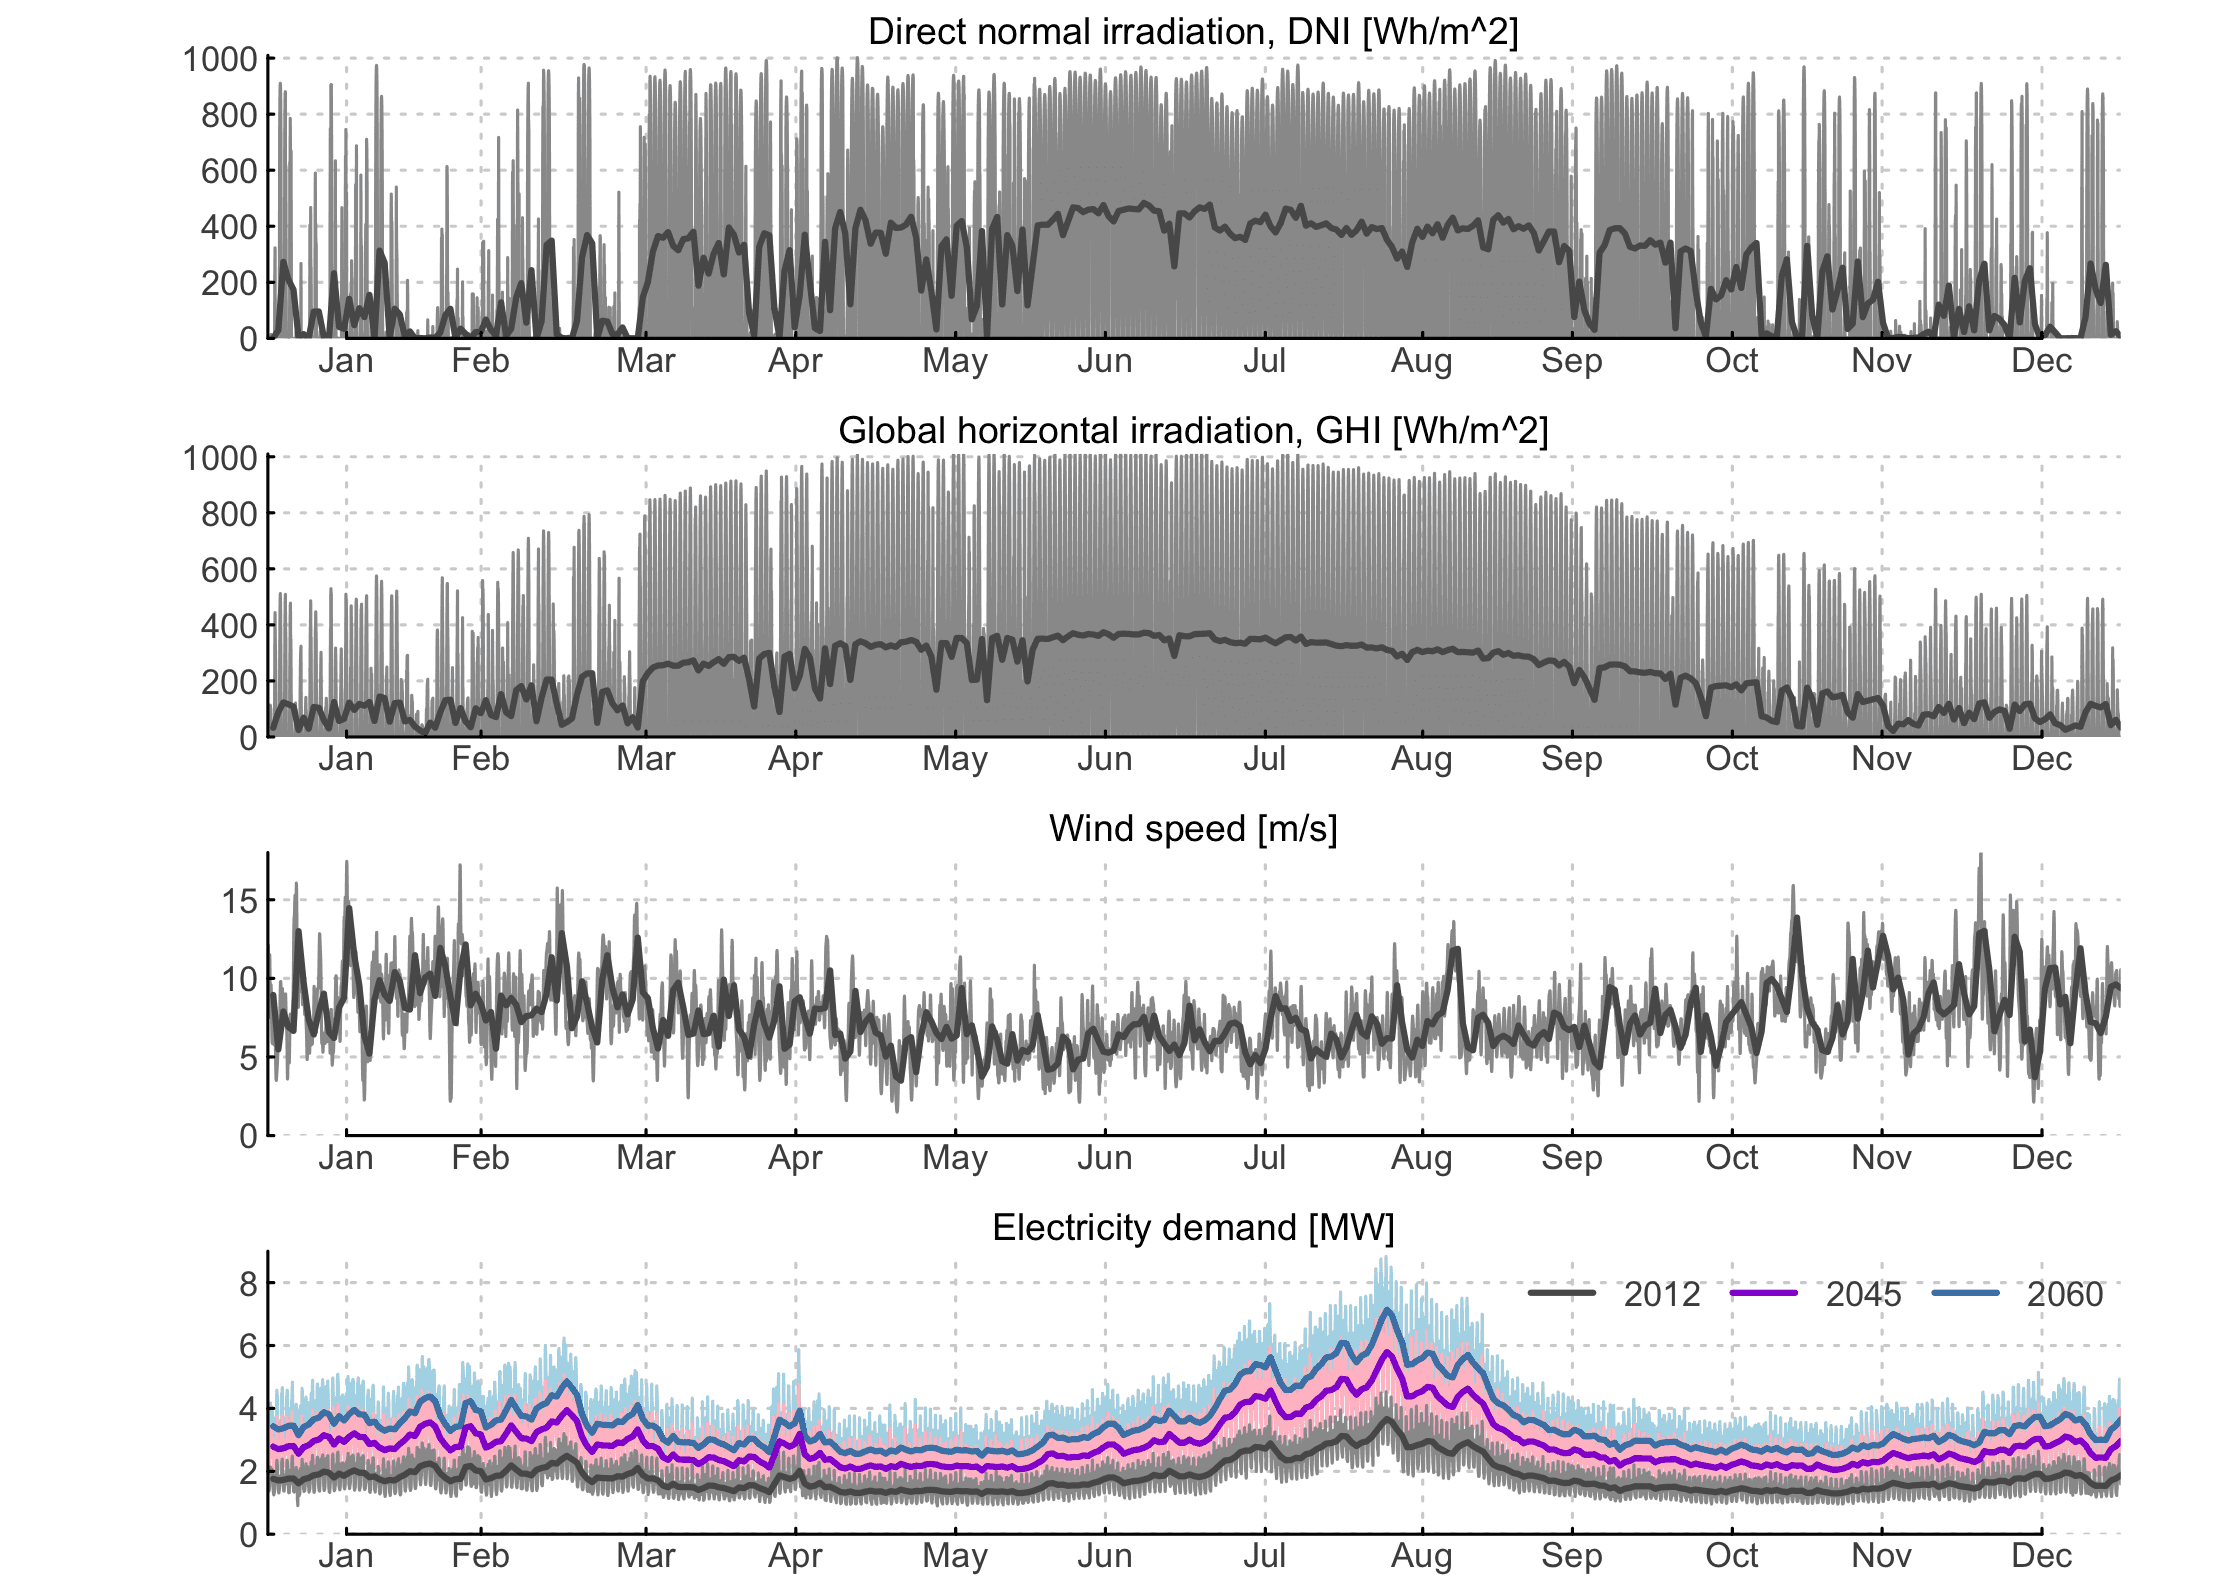 Direct normal irradiation, DNI [Wh/m^2]
1000
800
600
400
200
0
Jan Feb Mar Apr May Jun Jul Aug Sep Oct Nov Dec
Global horizontal irradiation, GHI [Wh/m^2]
1000
800
600
400
200
0
Jan Feb Mar Apr May Jun Jul Aug Sep Oct Nov Dec
Wind speed [m/s]
15
10
5
0
Jan Feb Mar Apr May Jun Jul Aug Sep Oct Nov Dec
Electricity demand [MW]
8
2012 2045 2060
6
4
2
0
Jan Feb Mar Apr May Jun Jul Aug Sep Oct Nov Dec